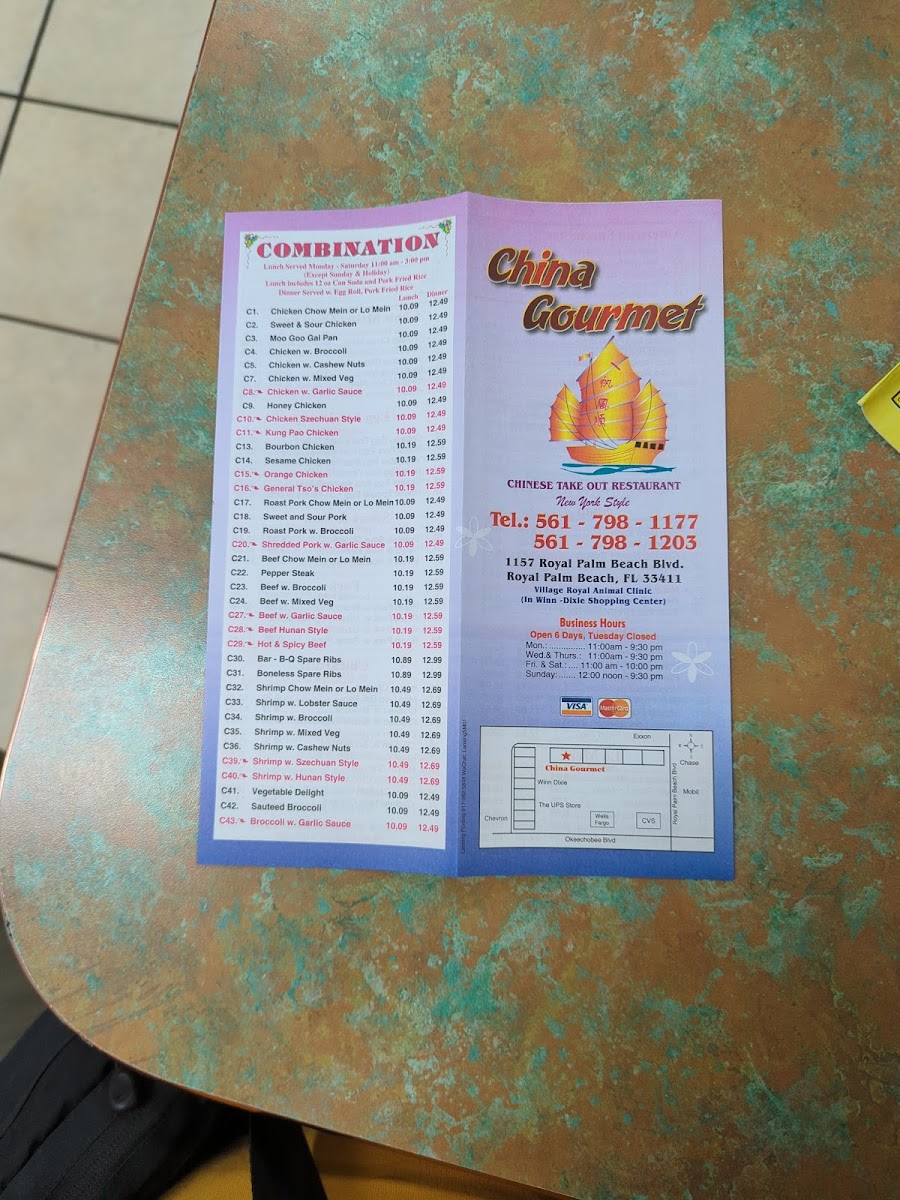 COMBINATION
Lunch Served Monday - Saturday 11:00 am - 3:00 pm
(Except Sunday & Holiday)
Lunch includes 12 oz Can Soda and Pork Fried Rice
Dinner Served w. Egg Roll, Pork Fried Rice
Lunch Dinner
C1. Chicken Chow Mein or Lo Mein 10.09 12.49
C2. Sweet & Sour Chicken 10.09 12.49
C3. Moo Goo Gai Pan 10.09 12.49
C4. Chicken w. Broccoli 10.09 12.49
C5. Chicken w. Cashew Nuts 10.09 12.49
C7. Chicken w. Mixed Veg 10.09 12.49
C8. Chicken w. Garlic Sauce 10.09 12.49
C9. Honey Chicken 10.09 12.49
C10. Chicken Szechuan Style 10.09 12.49
C11. Kung Pao Chicken 10.09 12.49
C13. Bourbon Chicken 10.19 12.59
C14. Sesame Chicken 10.19 12.59
C15. Orange Chicken 10.19 12.59
C16. General Tso's Chicken 10.19 12.59
C17. Roast Pork Chow Mein or Lo Mein 10.09 12.49
C18. Sweet and Sour Pork 10.09 12.49
C19. Roast Pork w. Broccoli 10.09 12.49
C20. Shredded Pork w. Garlic Sauce 10.09 12.49
C21. Beef Chow Mein or Lo Mein 10.19 12.59
C22. Pepper Steak 10.19 12.59
C23. Beef w. Broccoli 10.19 12.59
C24. Beef w. Mixed Veg 10.19 12.59
C27. Beef w. Garlic Sauce 10.19 12.59
C28. Beef Hunan Style 10.19 12.59
C29. Hot & Spicy Beef 10.19 12.59
C30. Bar - B-Q Spare Ribs 10.89 12.99
C31. Boneless Spare Ribs 10.89 12.99
C32. Shrimp Chow Mein or Lo Mein 10.49 12.69
C33. Shrimp w. Lobster Sauce 10.49 12.69
C34. Shrimp w. Broccoli 10.49 12.69
C35. Shrimp w. Mixed Veg 10.49 12.69
C36. Shrimp w. Cashew Nuts 10.49 12.69
C39. Shrimp w. Szechuan Style 10.49 12.69
C40. Shrimp w. Hunan Style 10.49 12.69
C41. Vegetable Delight 10.09 12.49
C42. Sauteed Broccoli 10.09 12.49
C43. Broccoli w. Garlic Sauce 10.09 12.49
China
Gourmet
一帆風順
CHINESE TAKE OUT RESTAURANT
New York Style
Tel.: 561 - 798 - 1177
561 - 798 - 1203
1157 Royal Palm Beach Blvd.
Royal Palm Beach, FL 33411
Village Royal Animal Clinic
(In Winn -Dixie Shopping Center)
Business Hours
Open 6 Days, Tuesday Closed
Mon.: ............... 11:00am - 9:30 pm
Wed.& Thurs.: 11:00am - 9:30 pm
Fri. & Sat.: .... 11:00 am - 10:00 pm
Sunday: ....... 12:00 noon - 9:30 pm
VISA
MasterCard
Exxon
China Gourmet
Chase
Winn Dixie
Mobil
The UPS Store
Royal Palm Beach Blvd
Chevron
Wells
Fargo
CVS
Okeechobee Blvd